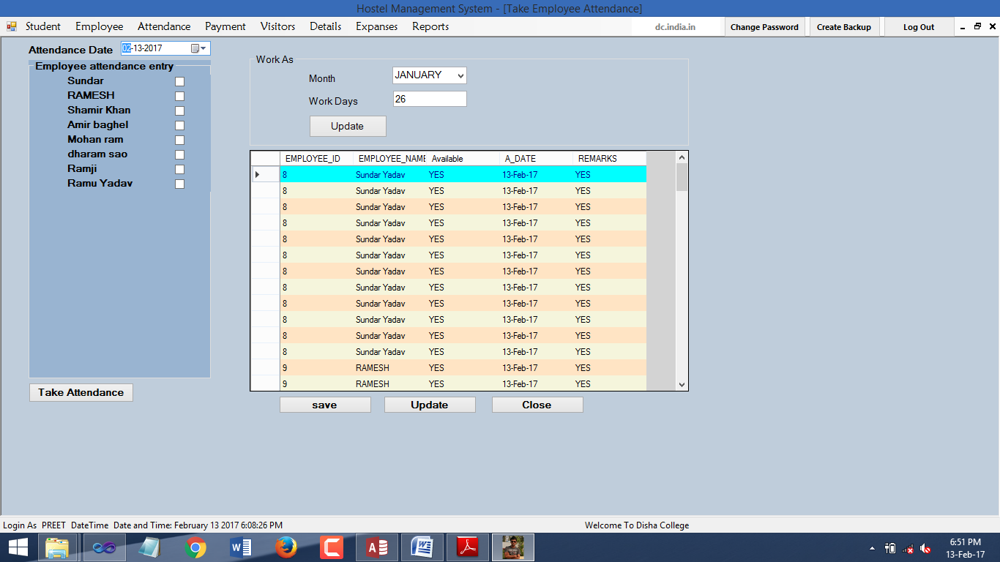 Hostel Management System - [Take Employee Attendance]
Student Employee Attendance Payment Visitors Details Expanses Reports dc.india.in Change Password Create Backup Log Out
Attendance Date 02-13-2017
Employee attendance entry
Sundar
RAMESH
Shamir Khan
Amir baghel
Mohan ram
dharam sao
Ramji
Ramu Yadav
Take Attendance
Work As
Month JANUARY
Work Days 26
Update
EMPLOYEE_ID EMPLOYEE_NAME Available A_DATE REMARKS
8 Sundar Yadav YES 13-Feb-17 YES
8 Sundar Yadav YES 13-Feb-17 YES
8 Sundar Yadav YES 13-Feb-17 YES
8 Sundar Yadav YES 13-Feb-17 YES
8 Sundar Yadav YES 13-Feb-17 YES
8 Sundar Yadav YES 13-Feb-17 YES
8 Sundar Yadav YES 13-Feb-17 YES
8 Sundar Yadav YES 13-Feb-17 YES
8 Sundar Yadav YES 13-Feb-17 YES
8 Sundar Yadav YES 13-Feb-17 YES
8 Sundar Yadav YES 13-Feb-17 YES
8 Sundar Yadav YES 13-Feb-17 YES
9 RAMESH YES 13-Feb-17 YES
9 RAMESH YES 13-Feb-17 YES
save Update Close
Login As PREET DateTime Date and Time: February 13 2017 6:08:26 PM Welcome To Disha College
6:51 PM
13-Feb-17